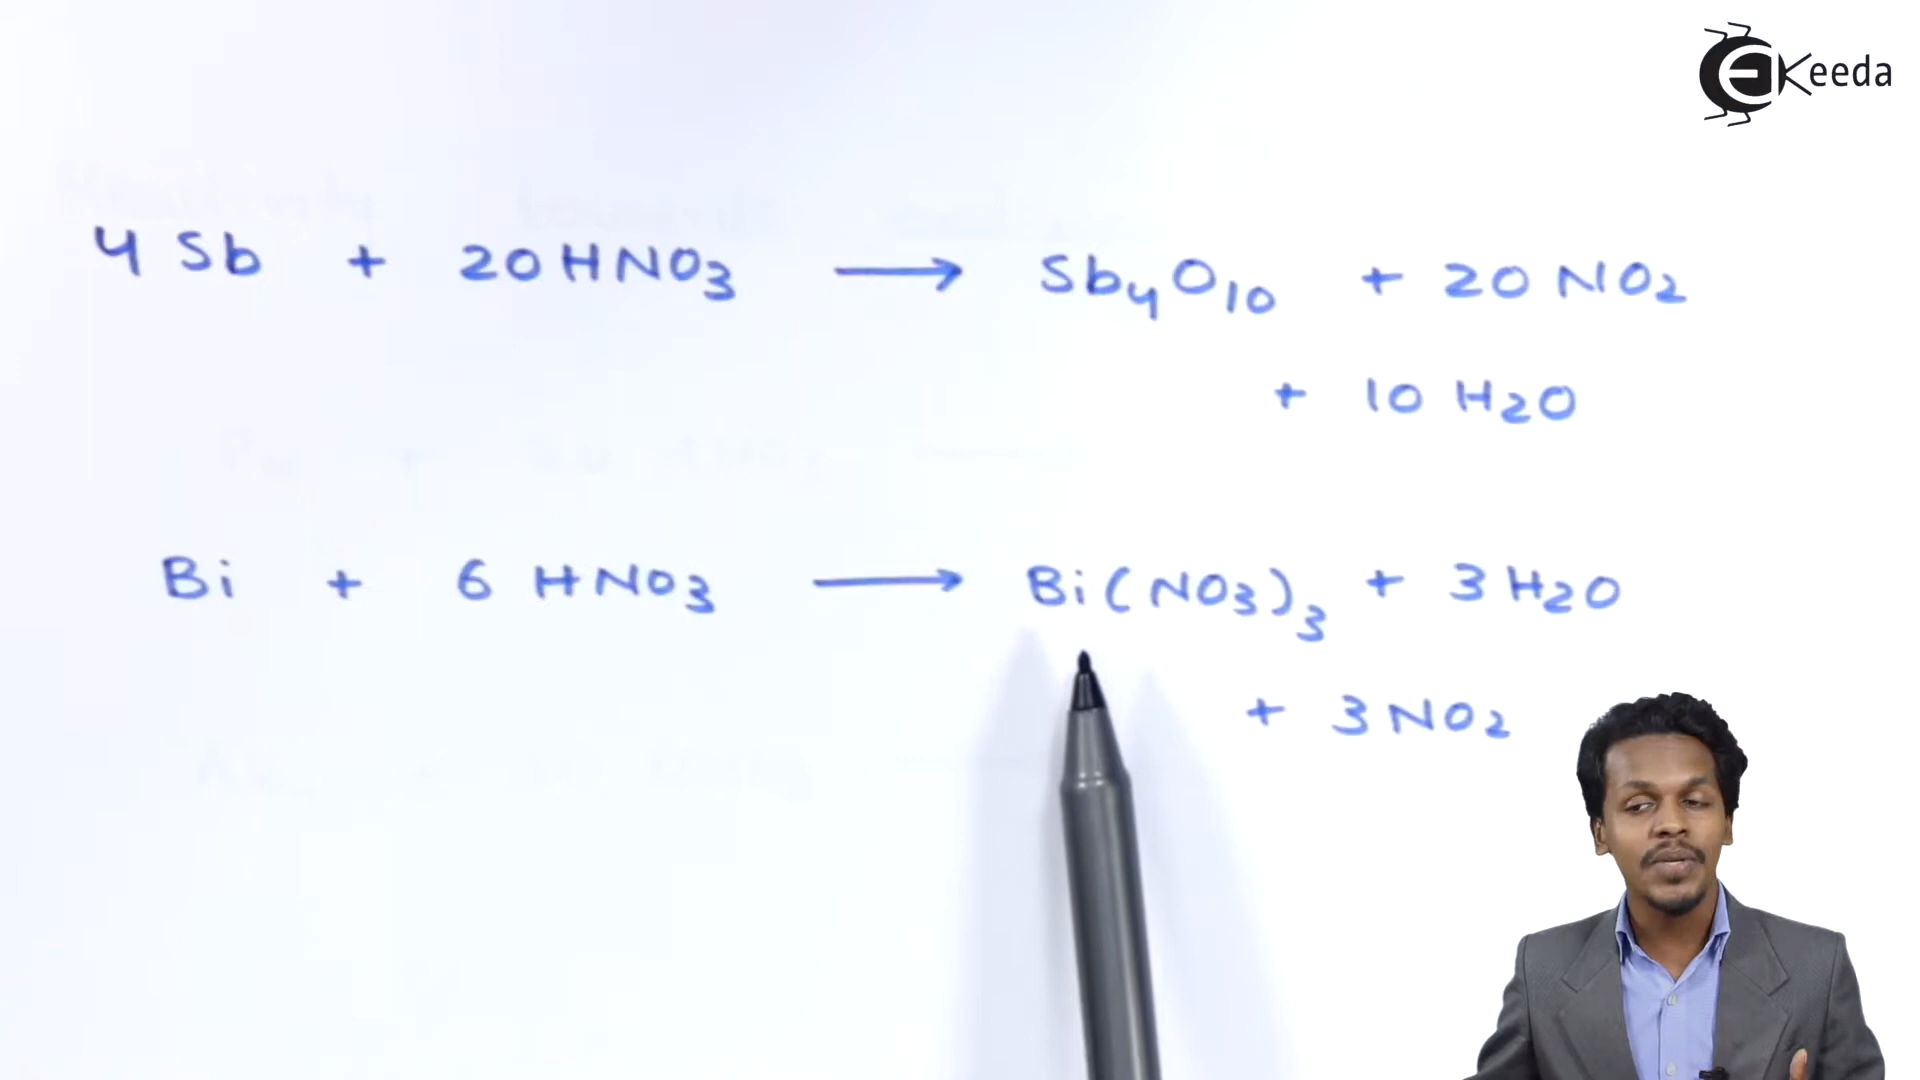 Keeda
4 Sb + 20 HNO3 ⟶ Sb4O10 + 20 NO2
+ 10 H2O
Bi + 6 HNO3 ⟶ Bi(NO3)3 + 3 H2O
+ 3 NO2